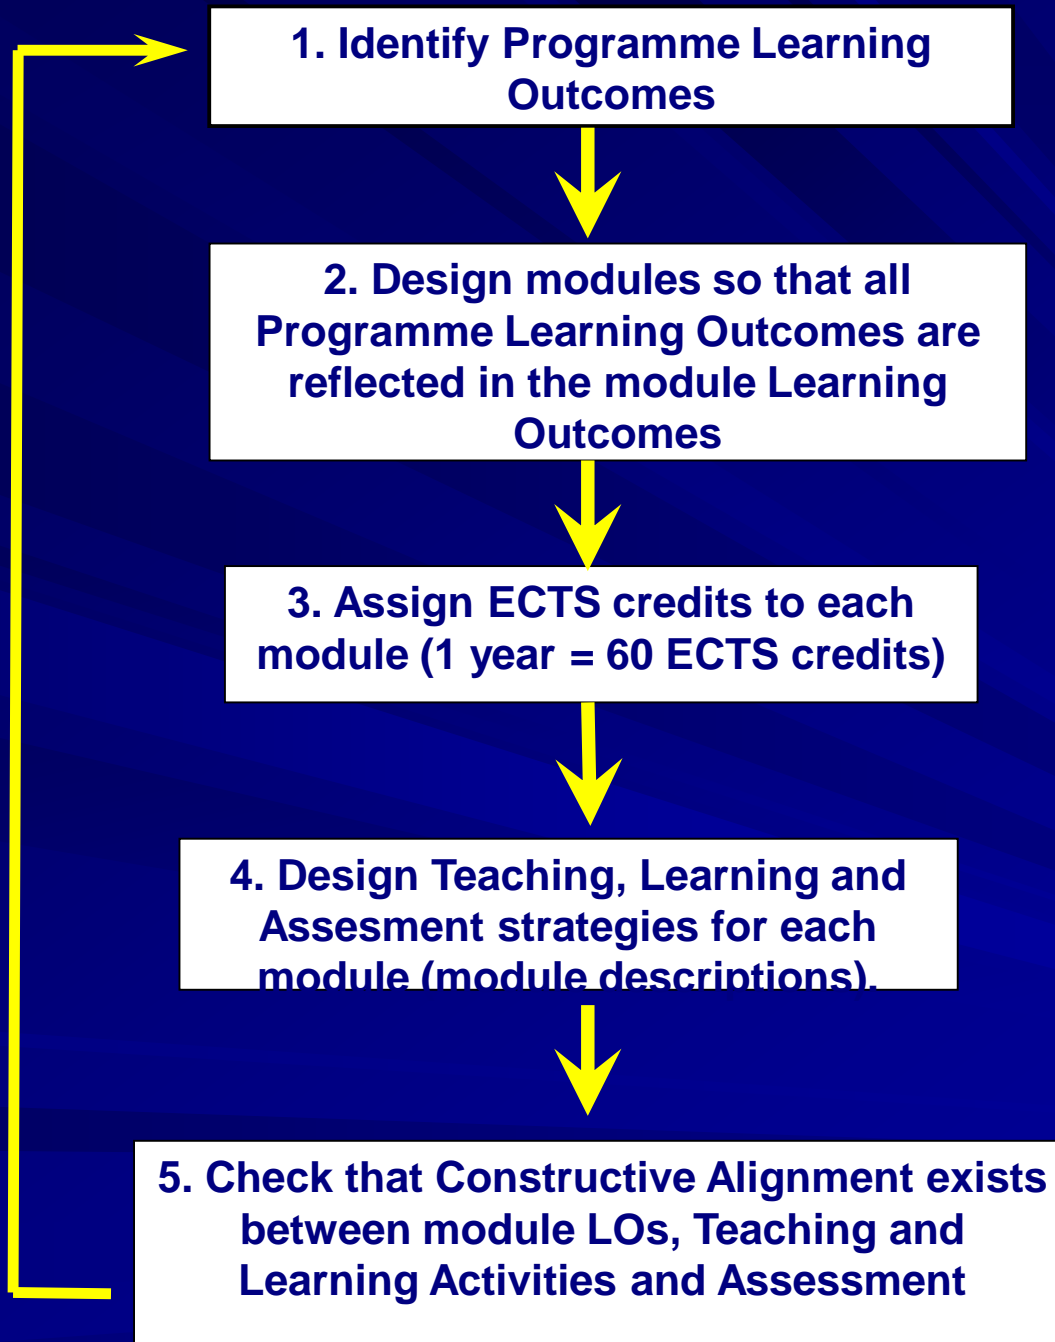 1. Identify Programme Learning
Outcomes
2. Design modules so that all
Programme Learning Outcomes are
reflected in the module Learning
Outcomes
3. Assign ECTS credits to each
module (1 year = 60 ECTS credits)
4. Design Teaching, Learning and
Assesment strategies for each
module (module descriptions).
5. Check that Constructive Alignment exists
between module LOs, Teaching and
Learning Activities and Assessment